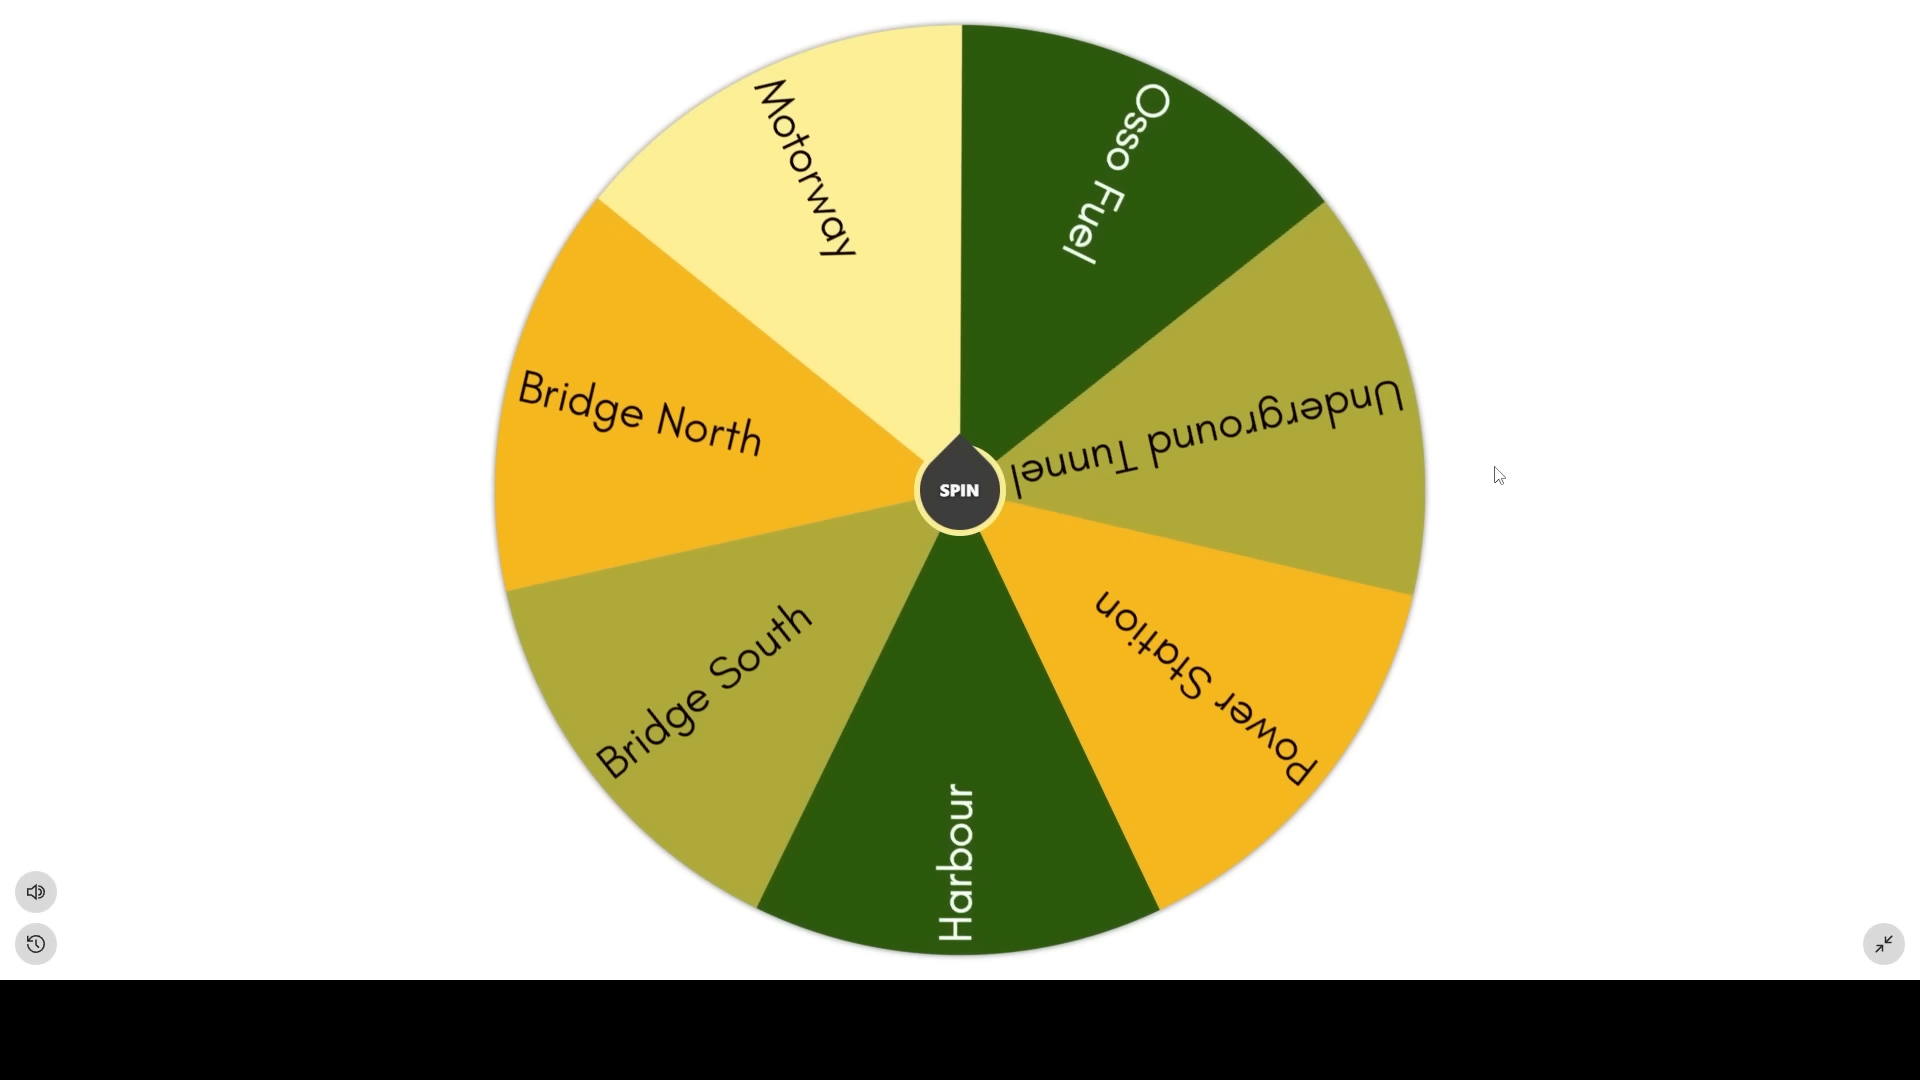 Motorway
Osso Fuel
Underground Tunnel
Power Station
Harbour
Bridge South
Bridge North
SPIN